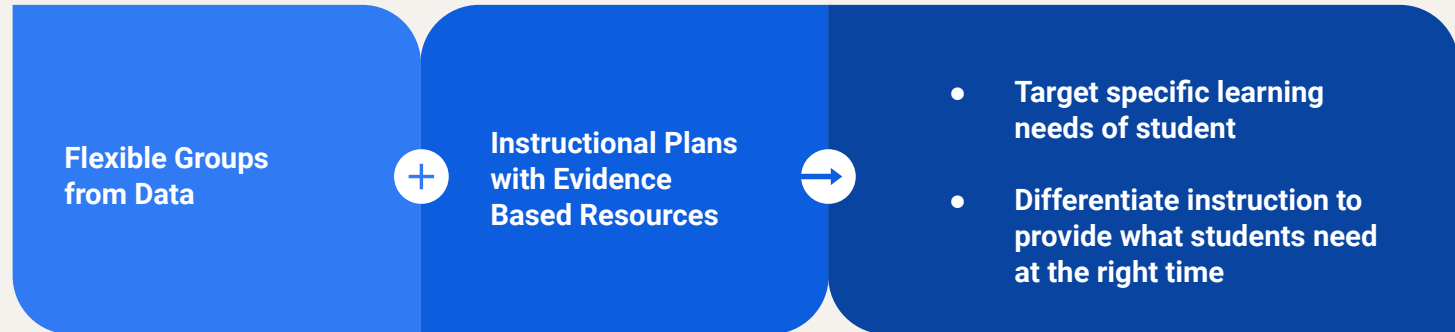 Flexible Groups
from Data
+
Instructional Plans
with Evidence
Based Resources
→
● Target specific learning
needs of student
● Differentiate instruction to
provide what students need
at the right time